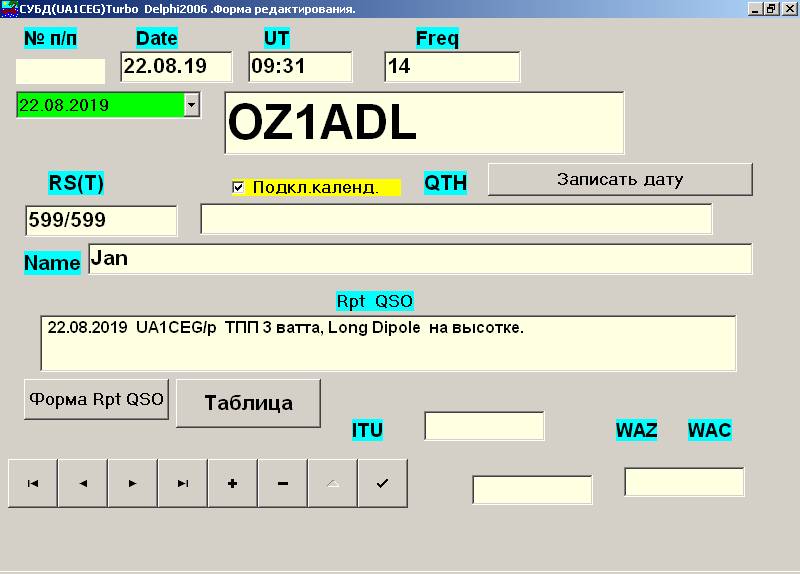 СУБД(UA1CEG)Turbo Delphi2006 .Форма редактирования.
№ п/п Date UT Freq
22.08.19 09:31 14
22.08.2019
OZ1ADL
RS(T) Подкл.календ. QTH Записать дату
599/599
Name Jan
Rpt QSO
22.08.2019 UA1CEG/p ТПП 3 ватта, Long Dipole на высотке.
Форма Rpt QSO Таблица
ITU WAZ WAC